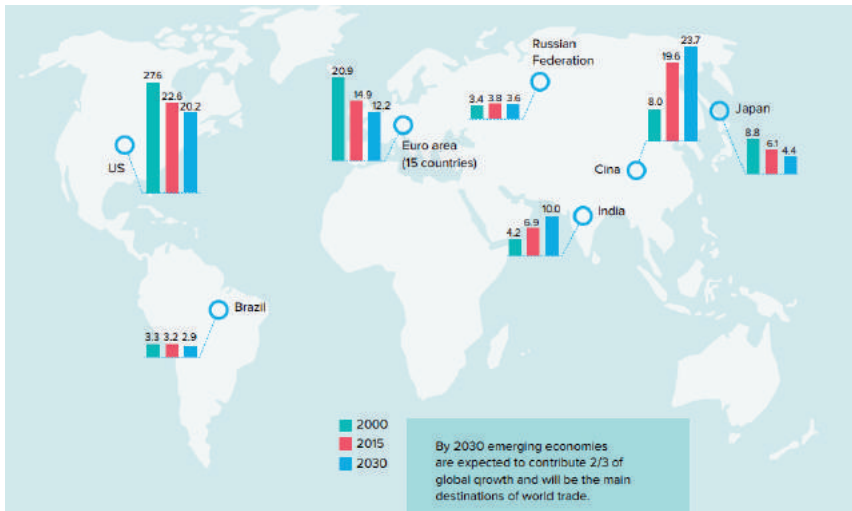 27.6
22.6
20.2
US
20.9
14.9
12.2
Euro area
(15 countries)
Russian
Federation
3.4 3.8 3.6
8.0
19.6
23.7
Cina
Japan
8.8
6.1
4.4
4.2
6.9
10.0
India
Brazil
3.3 3.2 2.9
2000
2015
2030
By 2030 emerging economies
are expected to contribute 2/3 of
global qrowth and will be the main
destinations of world trade.